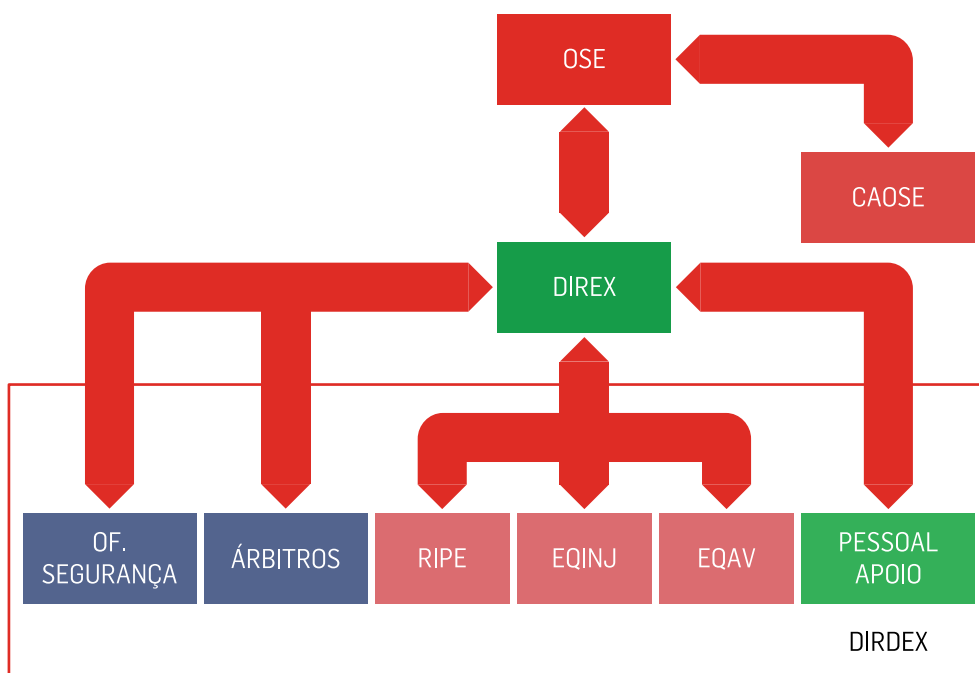 OSE
CAOSE
DIREX
OF.
SEGURANÇA
ÁRBITROS
RIPE
EQINJ
EQAV
PESSOAL
APOIO
DIRDEX